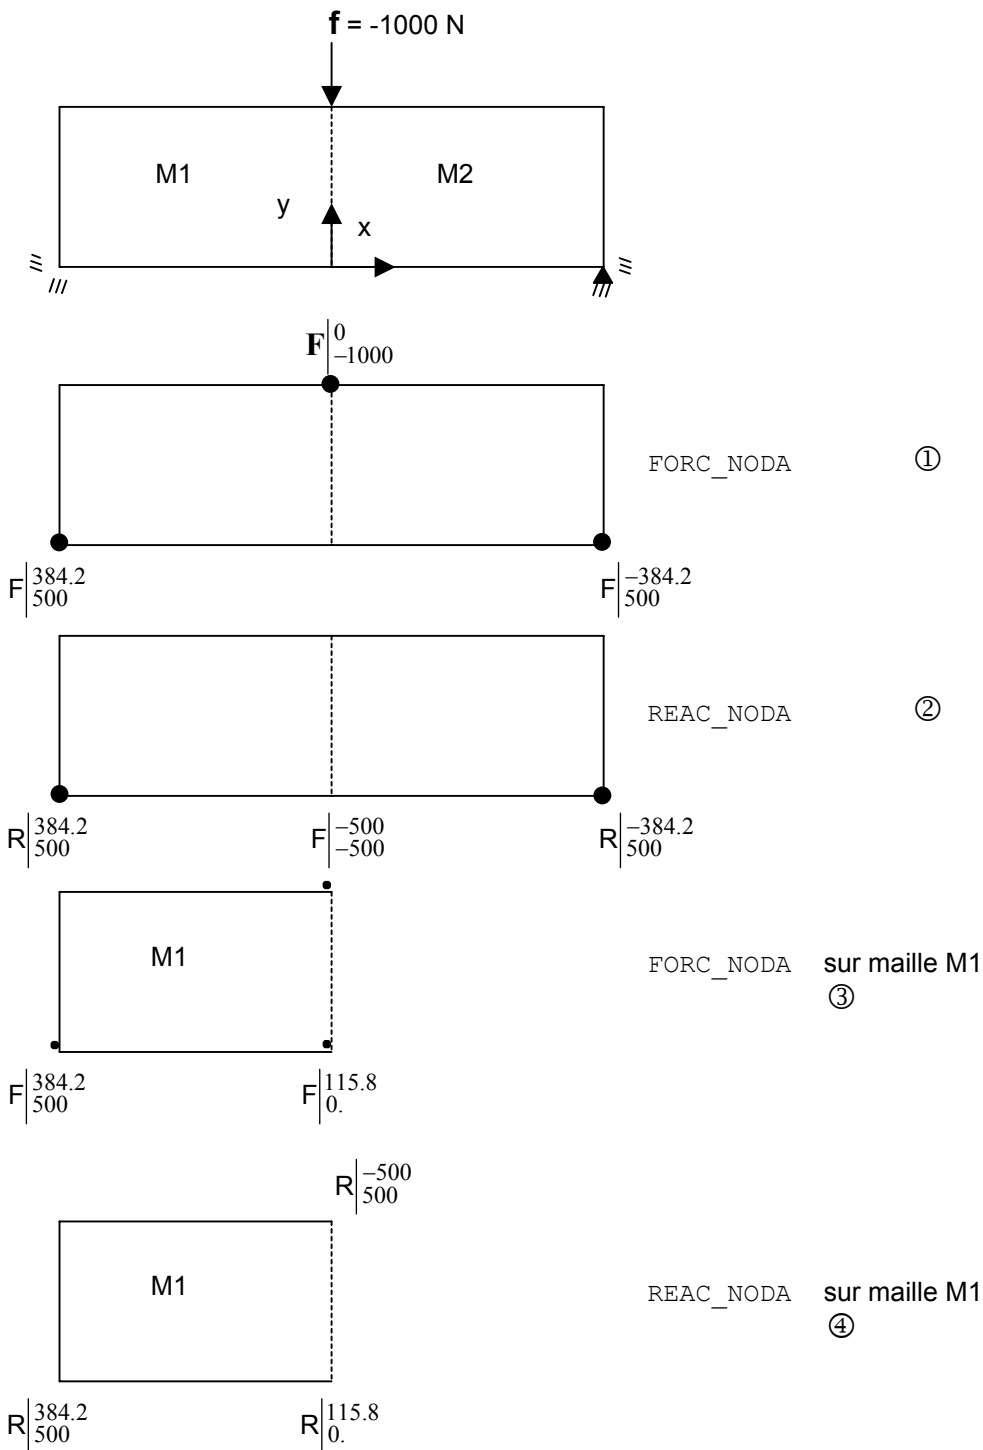 f = -1000 N
M1
M2
y
x
F|0
-1000
FORC_NODA ①
F|384.2
500
F|-384.2
500
REAC_NODA ②
R|384.2
500
F|-500
-500
R|-384.2
500
M1
FORC_NODA sur maille M1
③
F|384.2
500
F|115.8
0.
R|-500
500
M1
REAC_NODA sur maille M1
④
R|384.2
500
R|115.8
0.